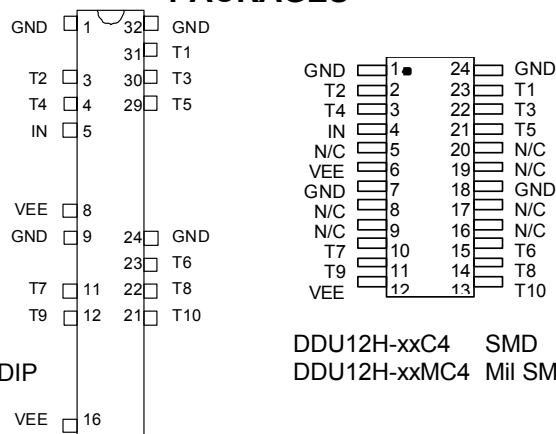 GND 1 32 GND
31 T1
T2 3 30 T3
T4 4 29 T5
IN 5
VEE 8
GND 9 24 GND
23 T6
T7 11 22 T8
T9 12 21 T10
DIP
VEE 16
GND 1 24 GND
T2 2 23 T1
T4 3 22 T3
IN 4 21 T5
N/C 5 20 N/C
VEE 6 19 N/C
GND 7 18 GND
N/C 8 17 N/C
N/C 9 16 N/C
T7 10 15 T6
T9 11 14 T8
VEE 12 13 T10
DDU12H-xxC4 SMD
DDU12H-xxMC4 Mil SM